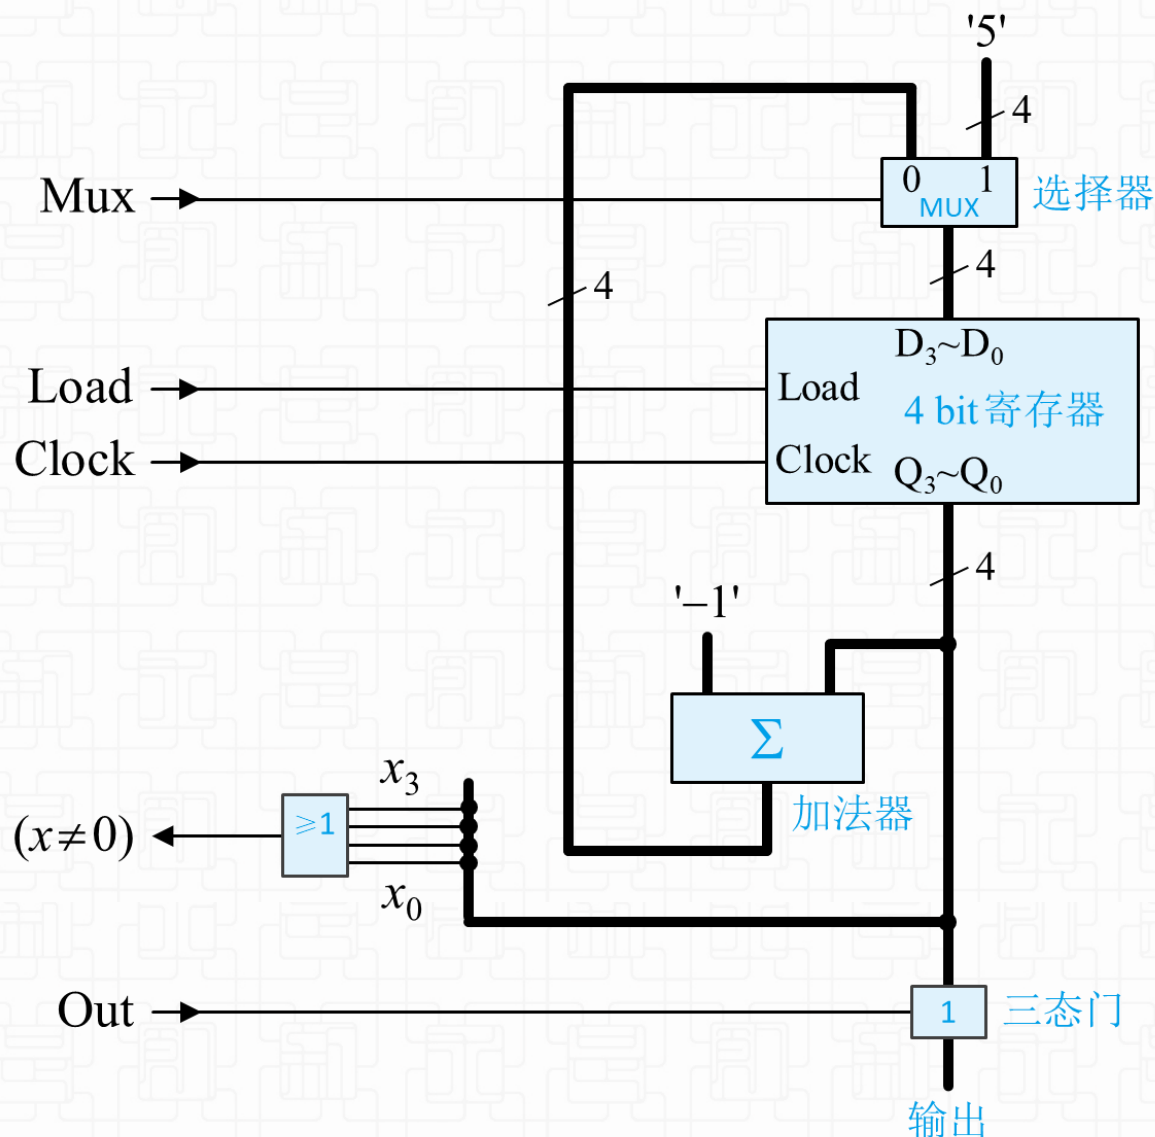 '5'
4
Mux
0 1
MUX
选择器
4
4
D₃~D₀
Load
Load
4 bit寄存器
Clock
Clock
Q₃~Q₀
4
'−1'
Σ
x₃
加法器
(x≠0)
⩾1
x₀
Out
1
三态门
输出